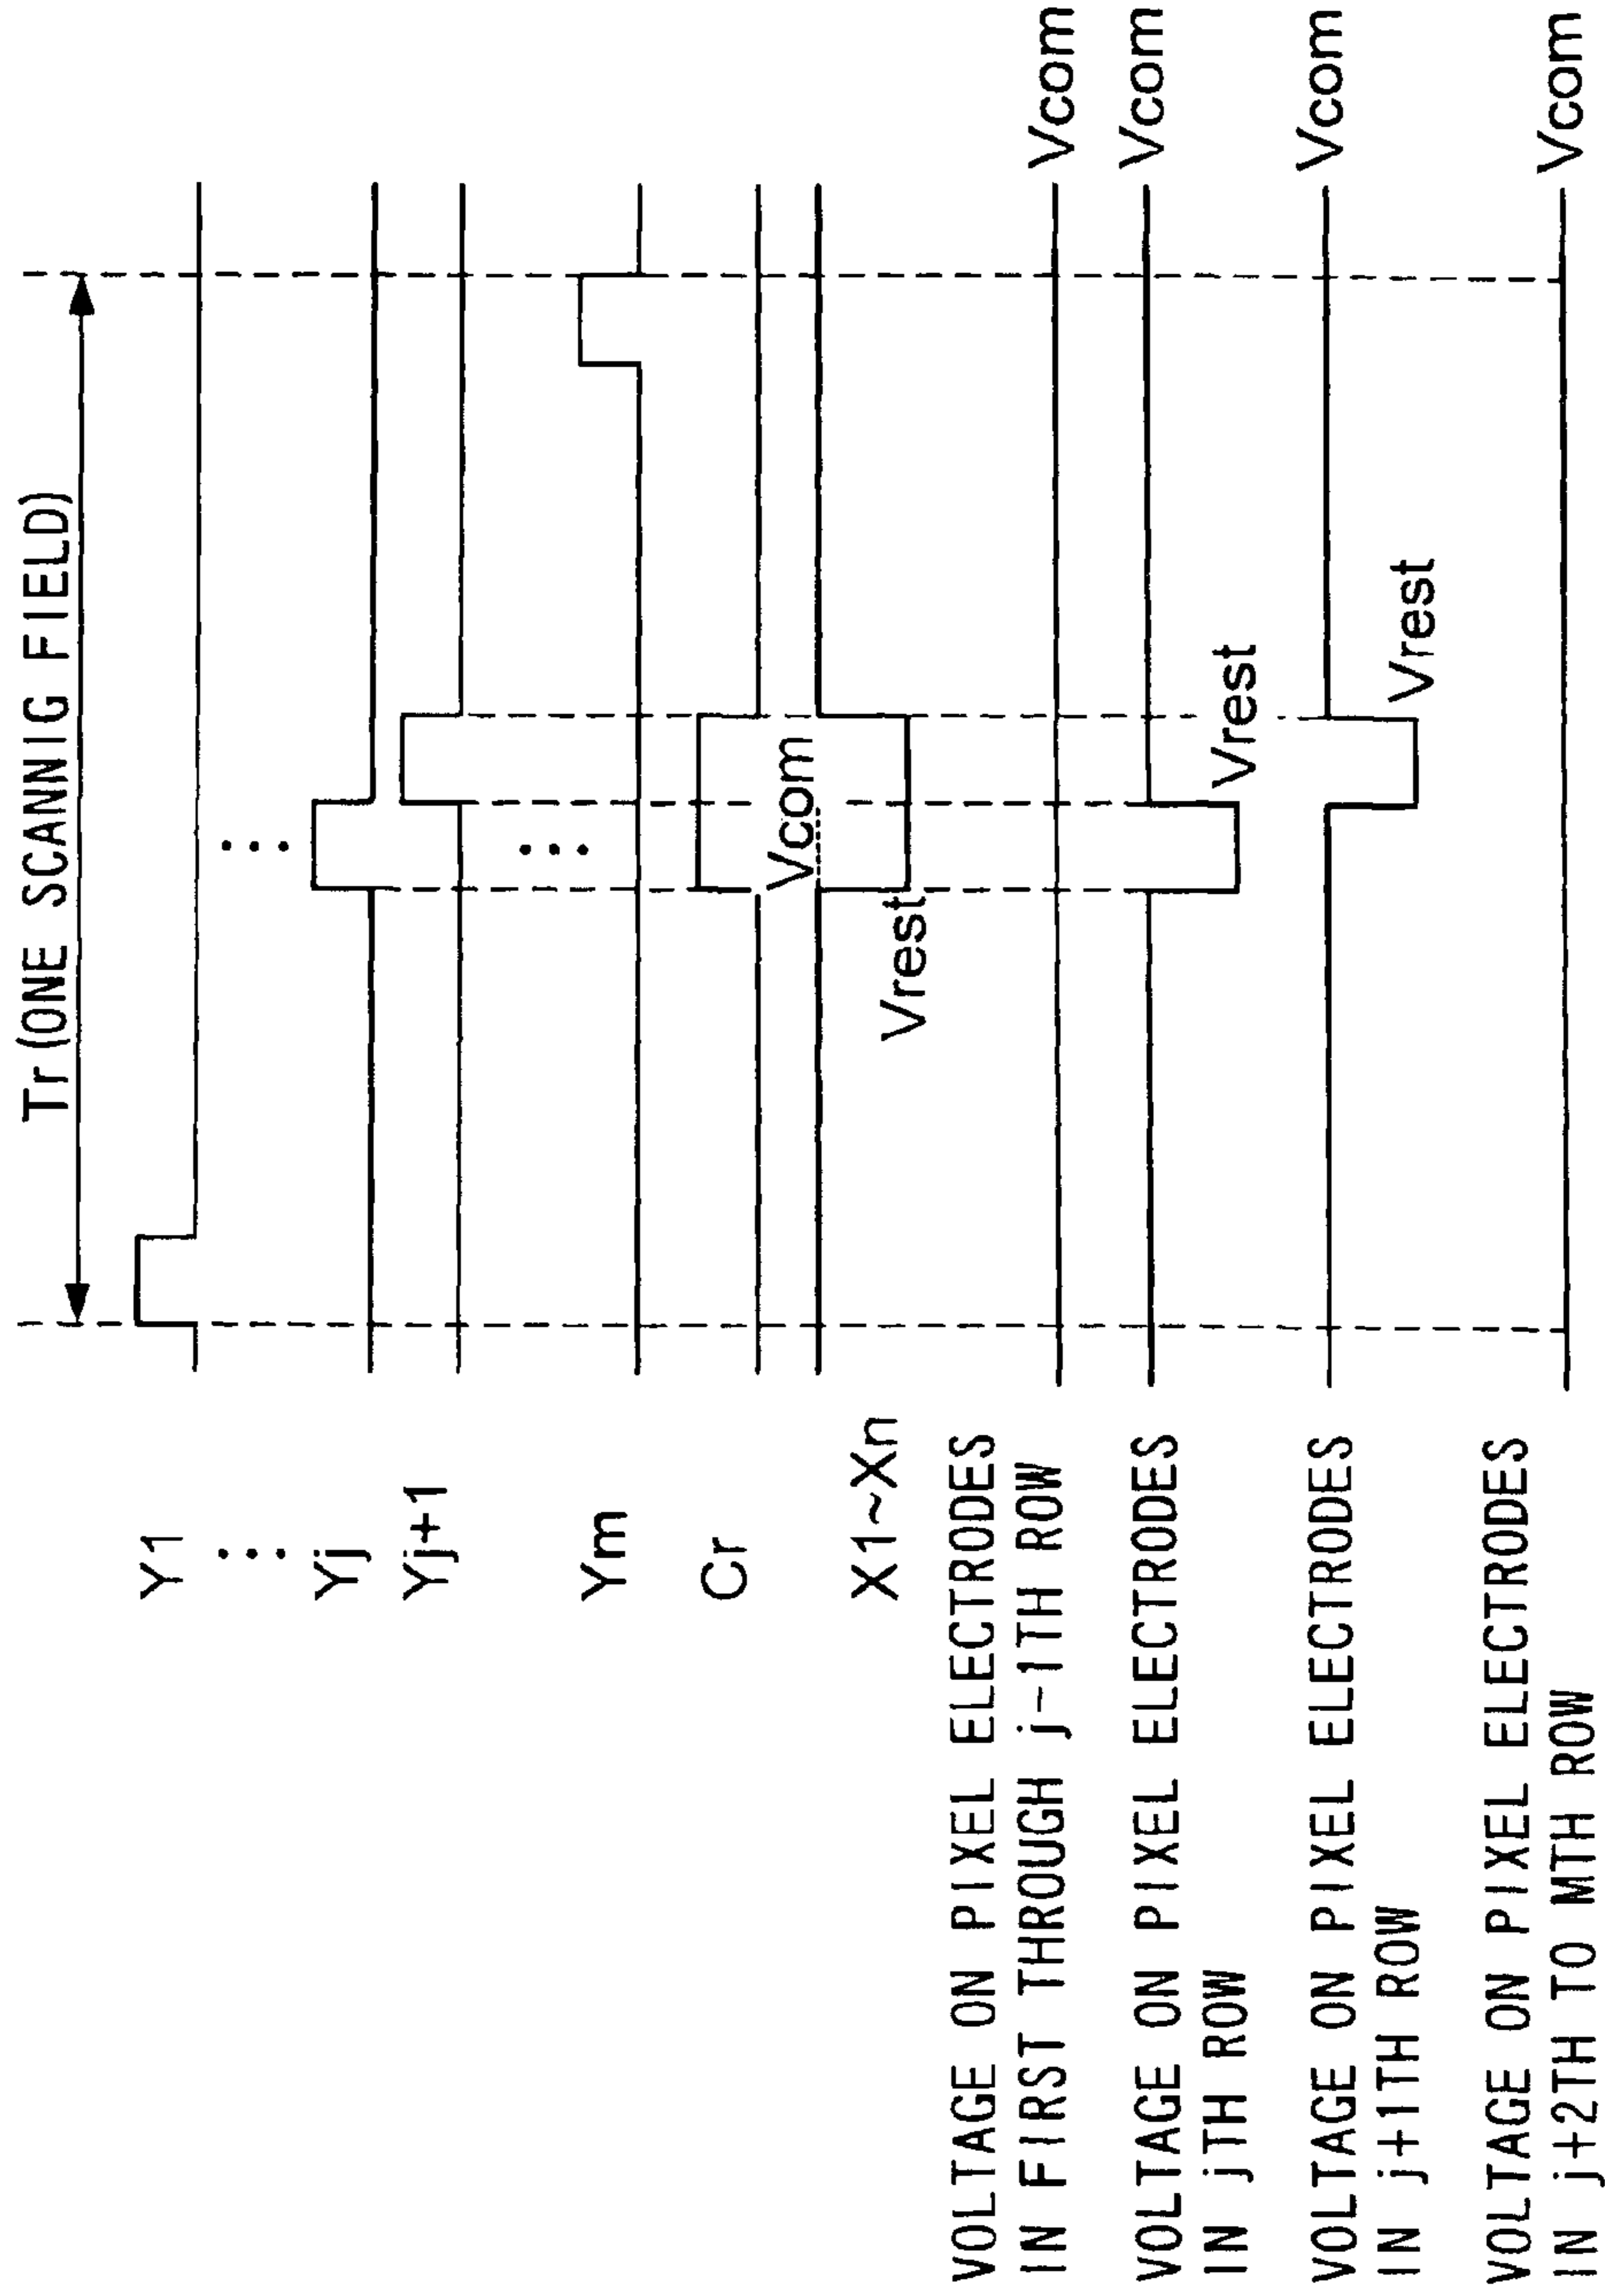 Tr (ONE SCANNIG FIELD)
Y1
Yj
Yj+1
Ym
Cr
Vcom
X1~Xn
Vrest
VOLTAGE ON PIXEL ELECTRODES
IN FIRST THROUGH j-1TH ROW
Vcom
VOLTAGE ON PIXEL ELECTRODES
IN jTH ROW
Vcom
Vrest
VOLTAGE ON PIXEL ELECTRODES
IN j+1TH ROW
Vcom
Vrest
VOLTAGE ON PIXEL ELECTRODES
IN j+2TH TO MTH ROW
Vcom